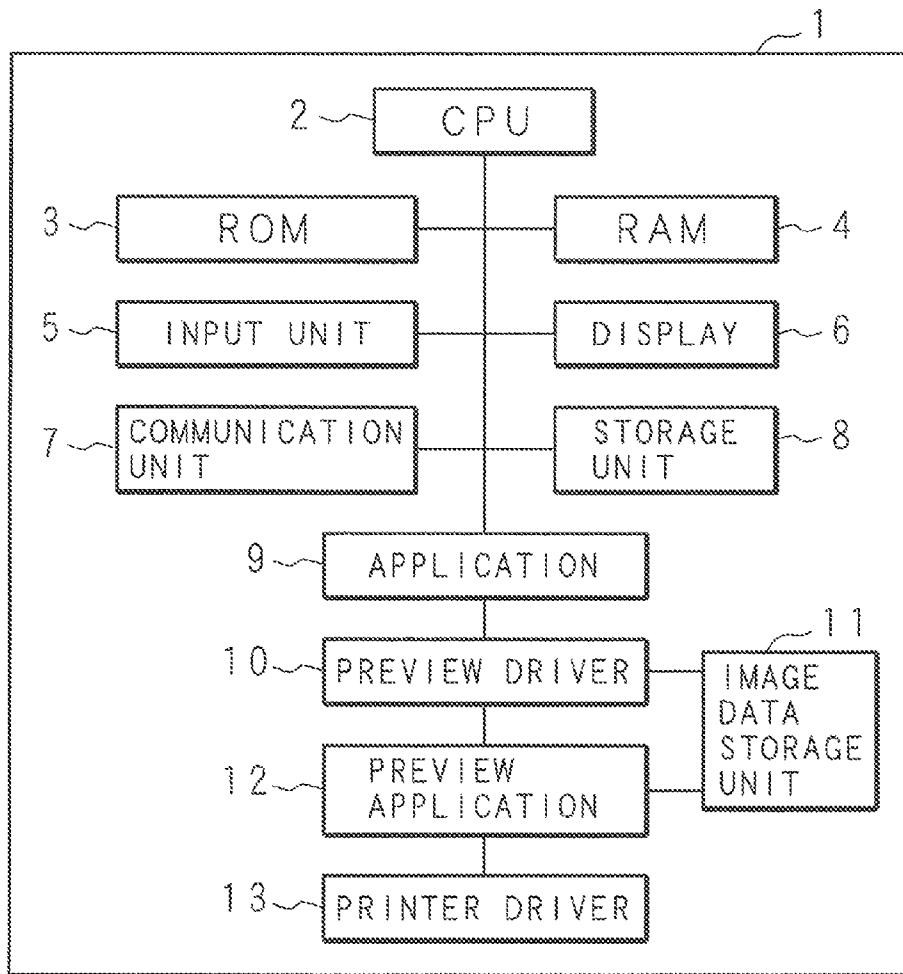 1
2 CPU
3 ROM
RAM 4
5 INPUT UNIT
DISPLAY 6
7 COMMUNICATION
UNIT
STORAGE 8
UNIT
9 APPLICATION
10 PREVIEW DRIVER
11
IMAGE
DATA
STORAGE
UNIT
12 PREVIEW
APPLICATION
13 PRINTER DRIVER